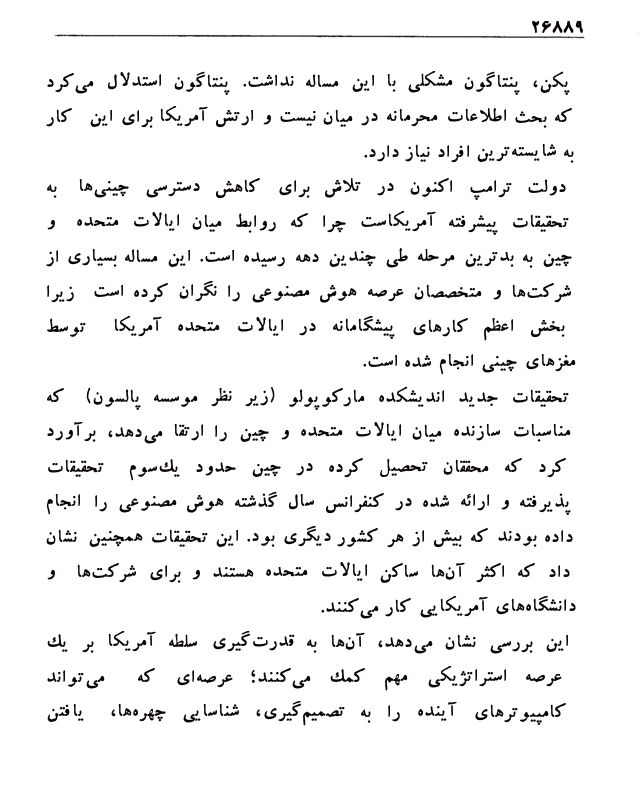 ۲۶۸۸۹
پکن، پنتاگون مشکلی با این مساله نداشت. پنتاگون استدلال می‌کرد
که بحث اطلاعات محرمانه در میان نیست و ارتش آمریکا برای این کار
به شایسته‌ترین افراد نیاز دارد.
دولت ترامپ اکنون در تلاش برای کاهش دسترسی چینی‌ها به
تحقیقات پیشرفته آمریکاست چرا که روابط میان ایالات متحده و
چین به بدترین مرحله طی چندین دهه رسیده است. این مساله بسیاری از
شرکت‌ها و متخصصان عرصه هوش مصنوعی را نگران کرده است زیرا
بخش اعظم کارهای پیشگامانه در ایالات متحده آمریکا توسط
مغزهای چینی انجام شده است.
تحقیقات جدید اندیشکده مارکوپولو (زیر نظر موسسه پالسون) که
مناسبات سازنده میان ایالات متحده و چین را ارتقا می‌دهد، برآورد
کرد که محققان تحصیل کرده در چین حدود یك‌سوم تحقیقات
پذیرفته و ارائه شده در کنفرانس سال گذشته هوش مصنوعی را انجام
داده بودند که بیش از هر کشور دیگری بود. این تحقیقات همچنین نشان
داد که اکثر آن‌ها ساکن ایالات متحده هستند و برای شرکت‌ها و
دانشگاه‌های آمریکایی کار می‌کنند.
این بررسی نشان می‌دهد، آن‌ها به قدرت‌گیری سلطه آمریکا بر یك
عرصه استراتژیکی مهم کمك می‌کنند؛ عرصه‌ای که می‌تواند
کامپیوترهای آینده را به تصمیم‌گیری، شناسایی چهره‌ها، یافتن